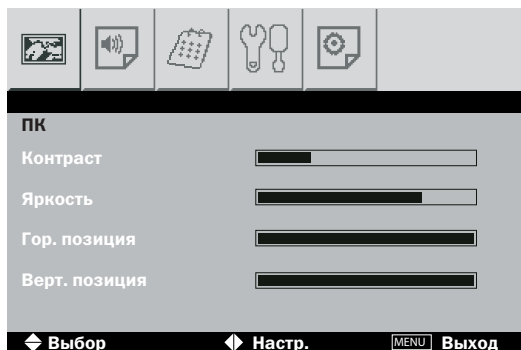 ПК
Контраст
Яркость
Гор. позиция
Верт. позиция
Выбор Настр. MENU Выход